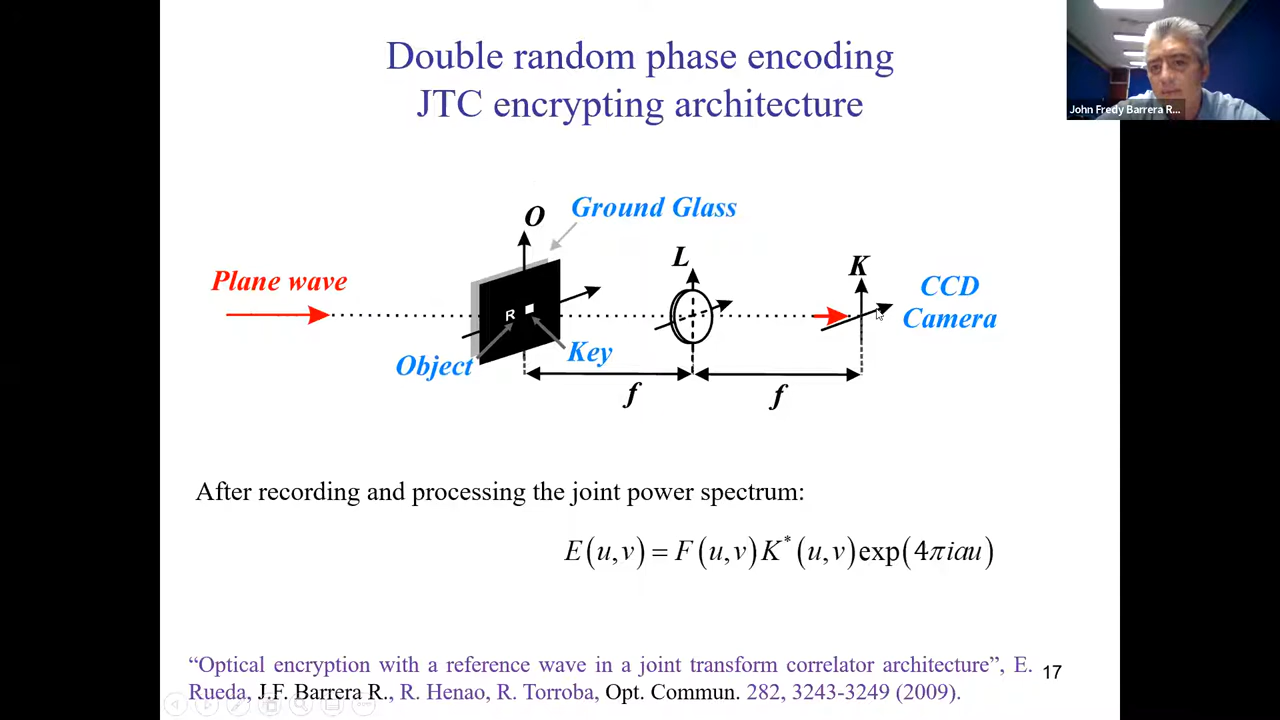 Double random phase encoding
JTC encrypting architecture
John Fredy Barrera R...
O
Ground Glass
L
K
Plane wave
CCD
Camera
R
Object
Key
f
f
After recording and processing the joint power spectrum:
E(u,v) = F(u,v)K*(u,v)exp(4πiau)
“Optical encryption with a reference wave in a joint transform correlator architecture”, E.
Rueda, J.F. Barrera R., R. Henao, R. Torroba, Opt. Commun. 282, 3243-3249 (2009).
17